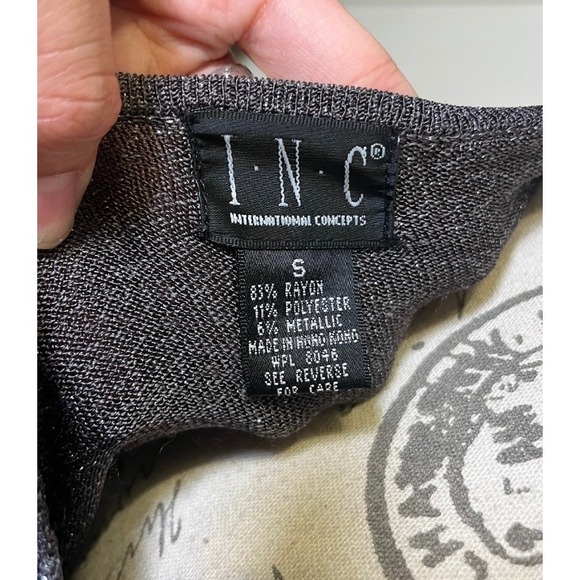 I·N·C®
INTERNATIONAL CONCEPTS
S
83% RAYON
11% POLYESTER
6% METALLIC
MADE IN HONG KONG
WPL 8046
SEE REVERSE
FOR CARE